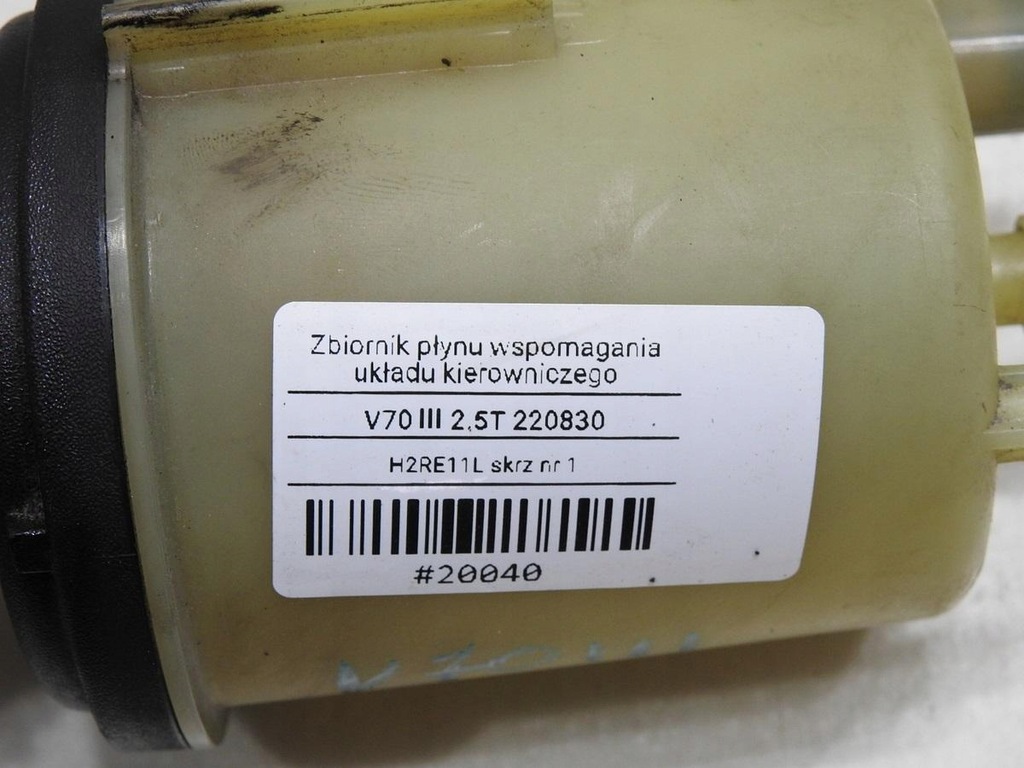 Zbiornik płynu wspomagania
układu kierowniczego
V70 III 2,5T 220830
H2RE11L skrz nr 1
#20040